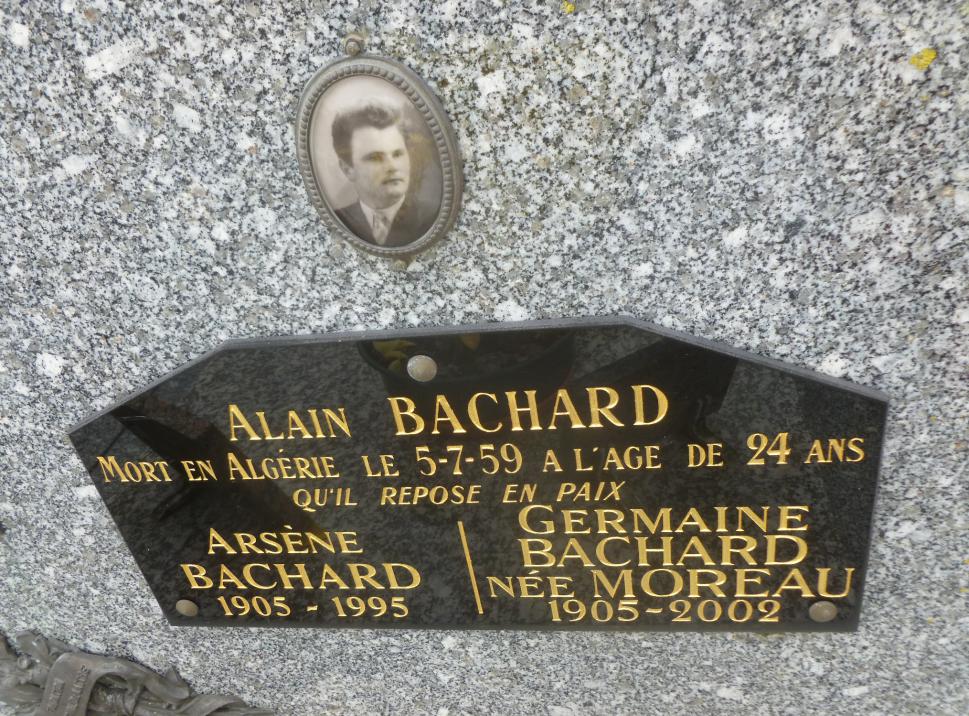 ALAIN BACHARD
MORT EN ALGÉRIE LE 5-7-59 A L'AGE DE 24 ANS
QU'IL REPOSE EN PAIX
ARSÈNE
BACHARD
1905 - 1995
GERMAINE
BACHARD
NÉE MOREAU
1905-2002